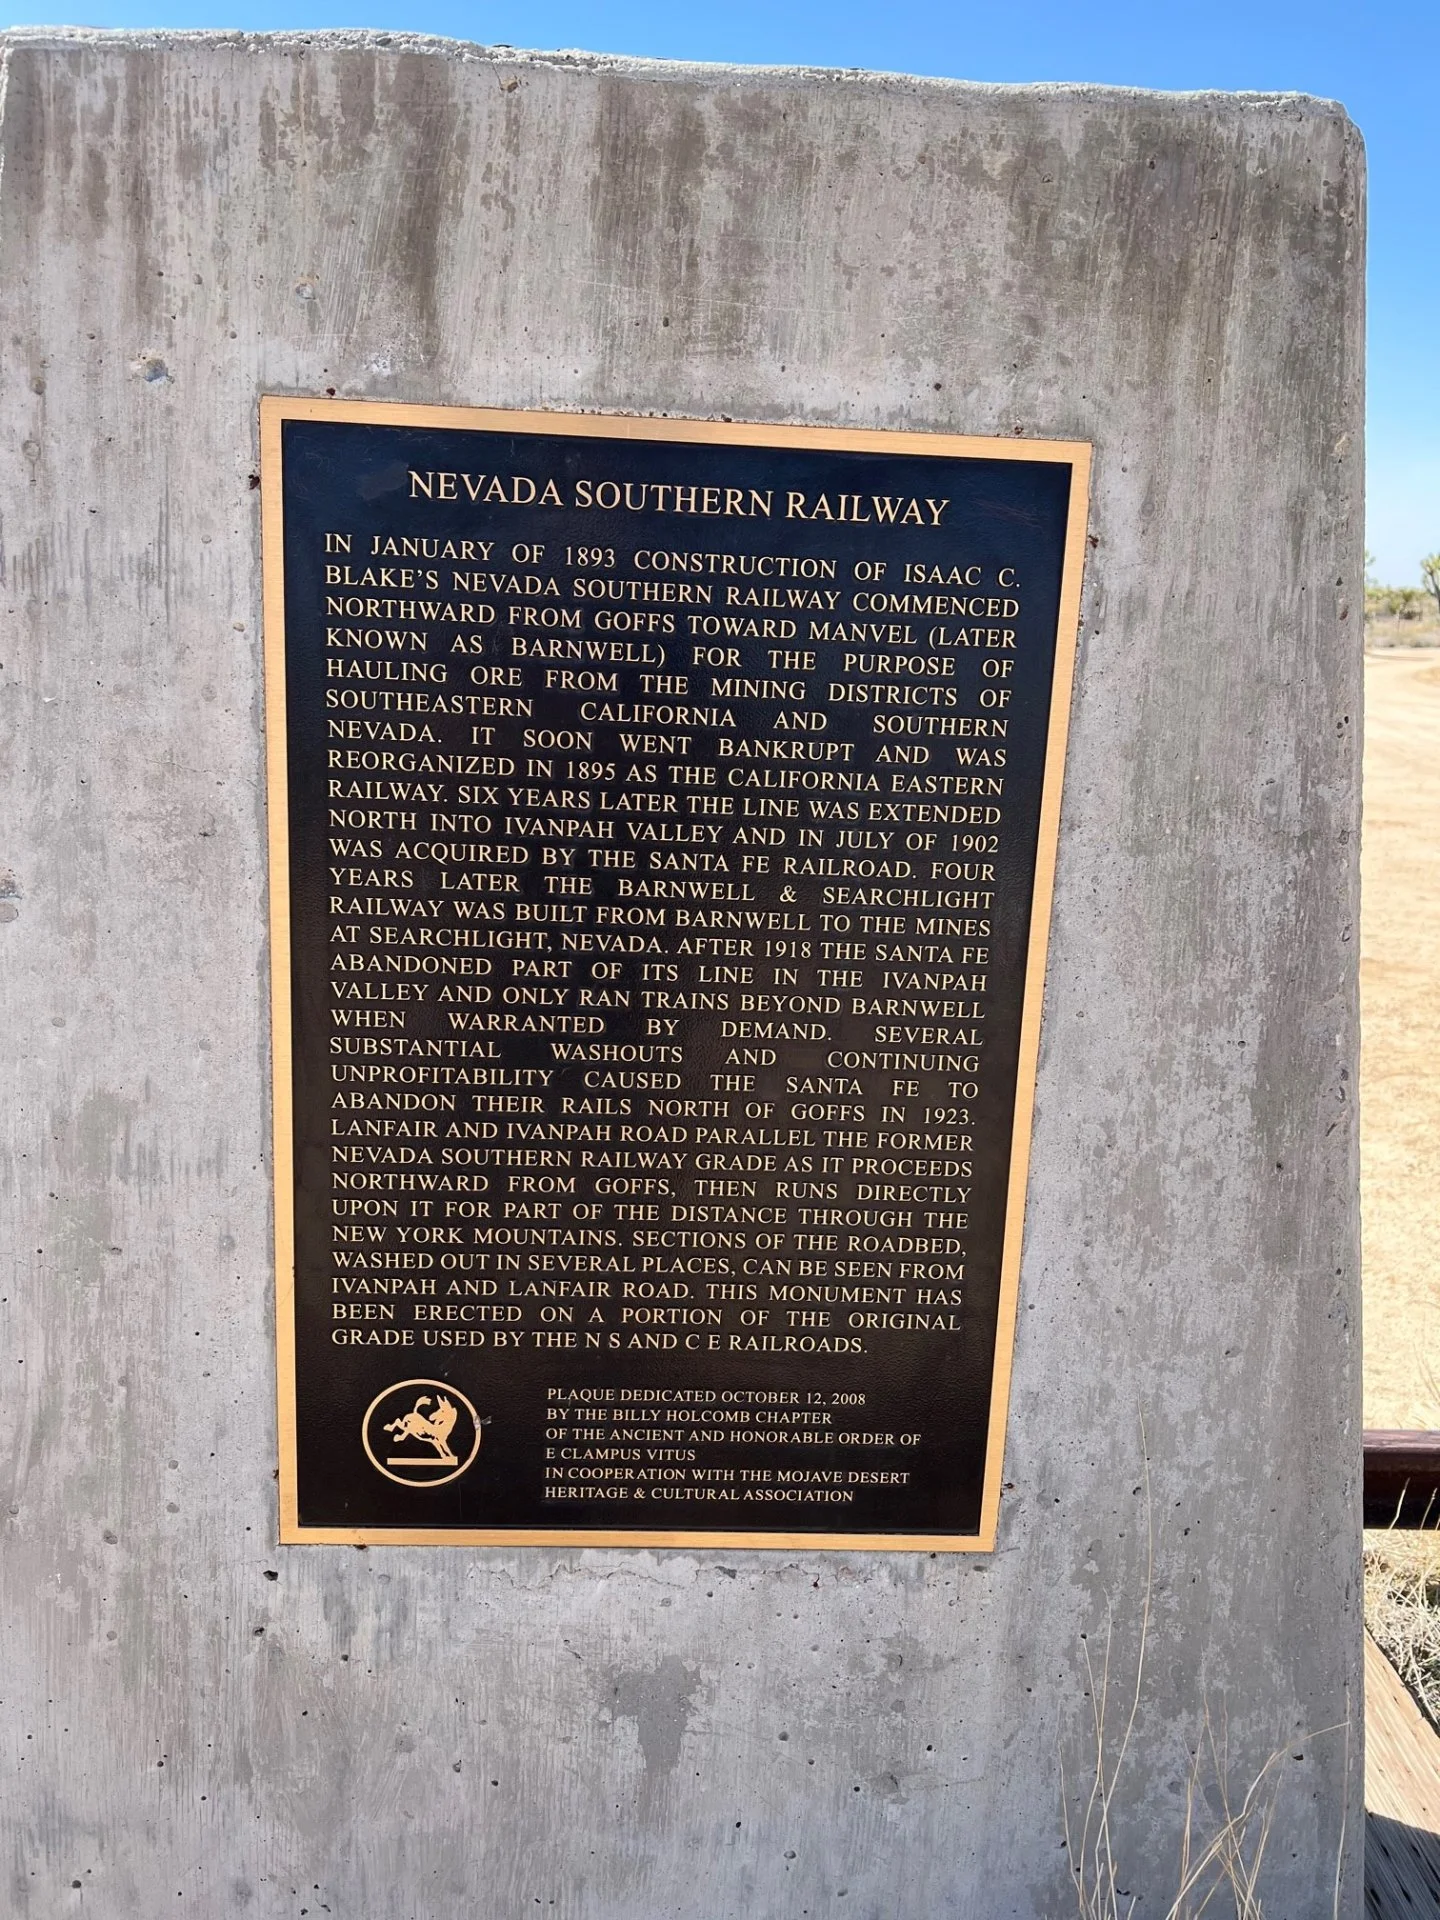 NEVADA SOUTHERN RAILWAY
IN JANUARY OF 1893 CONSTRUCTION OF ISAAC C.
BLAKE'S NEVADA SOUTHERN RAILWAY COMMENCED
NORTHWARD FROM GOFFS TOWARD MANVEL (LATER
KNOWN AS BARNWELL) FOR THE PURPOSE OF
HAULING ORE FROM THE MINING DISTRICTS OF
SOUTHEASTERN CALIFORNIA AND SOUTHERN
NEVADA. IT SOON WENT BANKRUPT AND WAS
REORGANIZED IN 1895 AS THE CALIFORNIA EASTERN
RAILWAY. SIX YEARS LATER THE LINE WAS EXTENDED
NORTH INTO IVANPAH VALLEY AND IN JULY OF 1902
WAS ACQUIRED BY THE SANTA FE RAILROAD. FOUR
YEARS LATER THE BARNWELL & SEARCHLIGHT
RAILWAY WAS BUILT FROM BARNWELL TO THE MINES
AT SEARCHLIGHT, NEVADA. AFTER 1918 THE SANTA FE
ABANDONED PART OF ITS LINE IN THE IVANPAH
VALLEY AND ONLY RAN TRAINS BEYOND BARNWELL
WHEN WARRANTED BY DEMAND. SEVERAL
SUBSTANTIAL WASHOUTS AND CONTINUING
UNPROFITABILITY CAUSED THE SANTA FE TO
ABANDON THEIR RAILS NORTH OF GOFFS IN 1923.
LANFAIR AND IVANPAH ROAD PARALLEL THE FORMER
NEVADA SOUTHERN RAILWAY GRADE AS IT PROCEEDS
NORTHWARD FROM GOFFS, THEN RUNS DIRECTLY
UPON IT FOR PART OF THE DISTANCE THROUGH THE
NEW YORK MOUNTAINS. SECTIONS OF THE ROADBED,
WASHED OUT IN SEVERAL PLACES, CAN BE SEEN FROM
IVANPAH AND LANFAIR ROAD. THIS MONUMENT HAS
BEEN ERECTED ON A PORTION OF THE ORIGINAL
GRADE USED BY THE N S AND C E RAILROADS.
PLAQUE DEDICATED OCTOBER 12, 2008
BY THE BILLY HOLCOMB CHAPTER
OF THE ANCIENT AND HONORABLE ORDER OF
E CLAMPUS VITUS
IN COOPERATION WITH THE MOJAVE DESERT
HERITAGE & CULTURAL ASSOCIATION